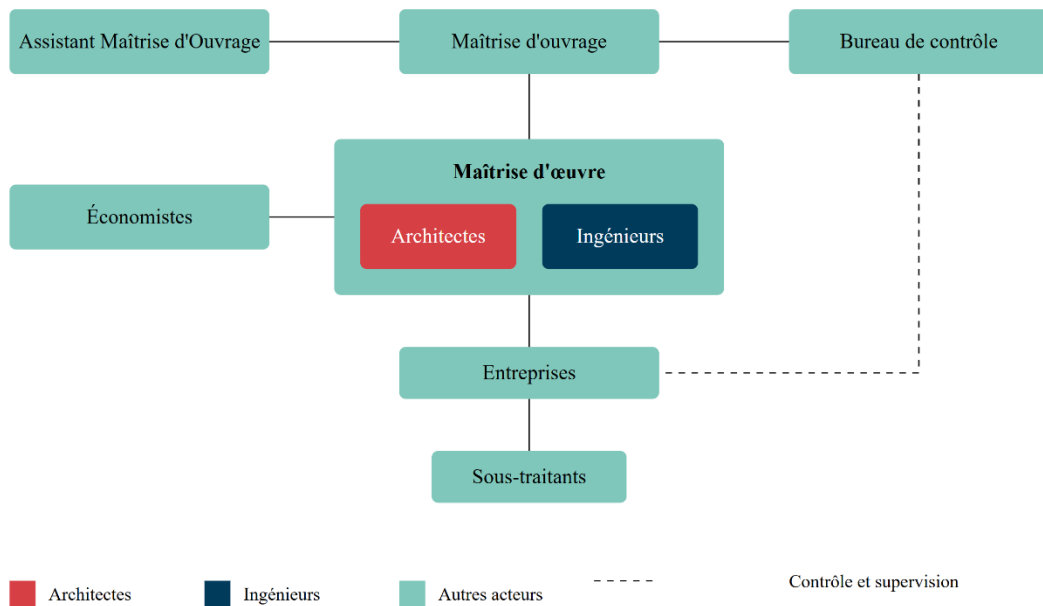 Assistant Maîtrise d'Ouvrage
Maîtrise d'ouvrage
Bureau de contrôle
Maîtrise d'œuvre
Économistes
Architectes
Ingénieurs
Entreprises
Sous-traitants
Architectes
Ingénieurs
Autres acteurs
Contrôle et supervision